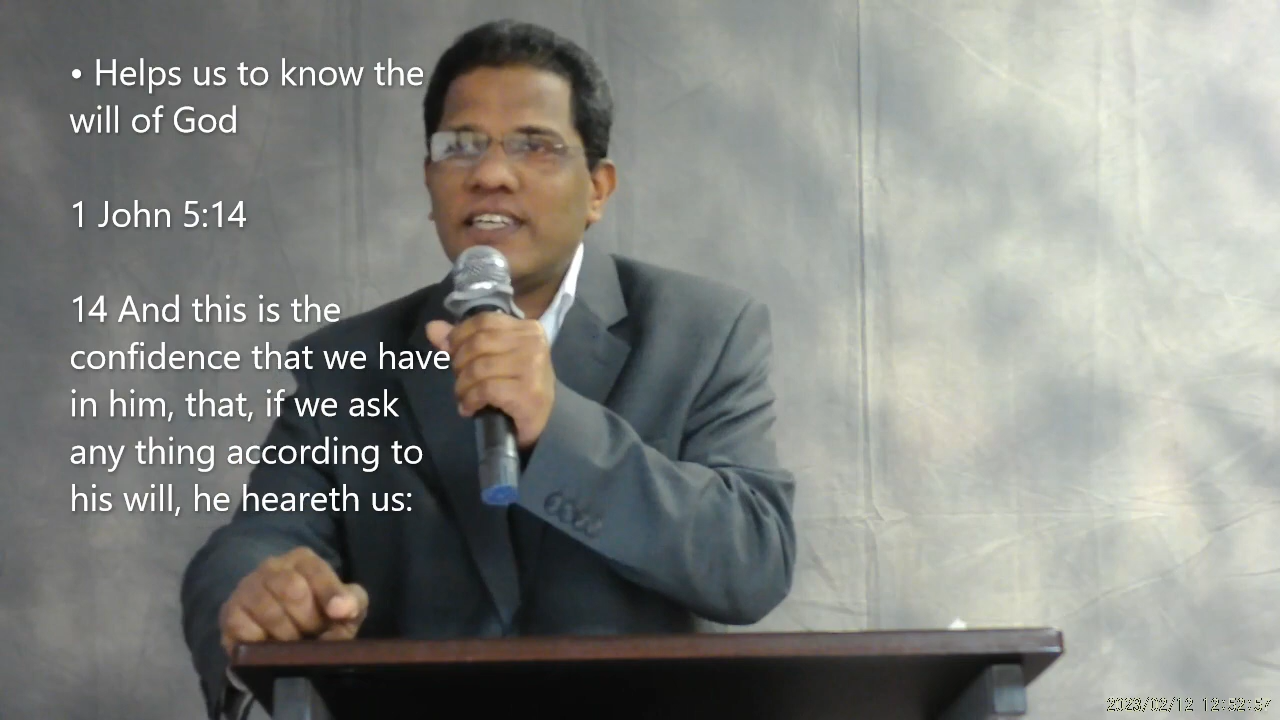 • Helps us to know the
will of God
1 John 5:14
14 And this is the
confidence that we have
in him, that, if we ask
any thing according to
his will, he heareth us: